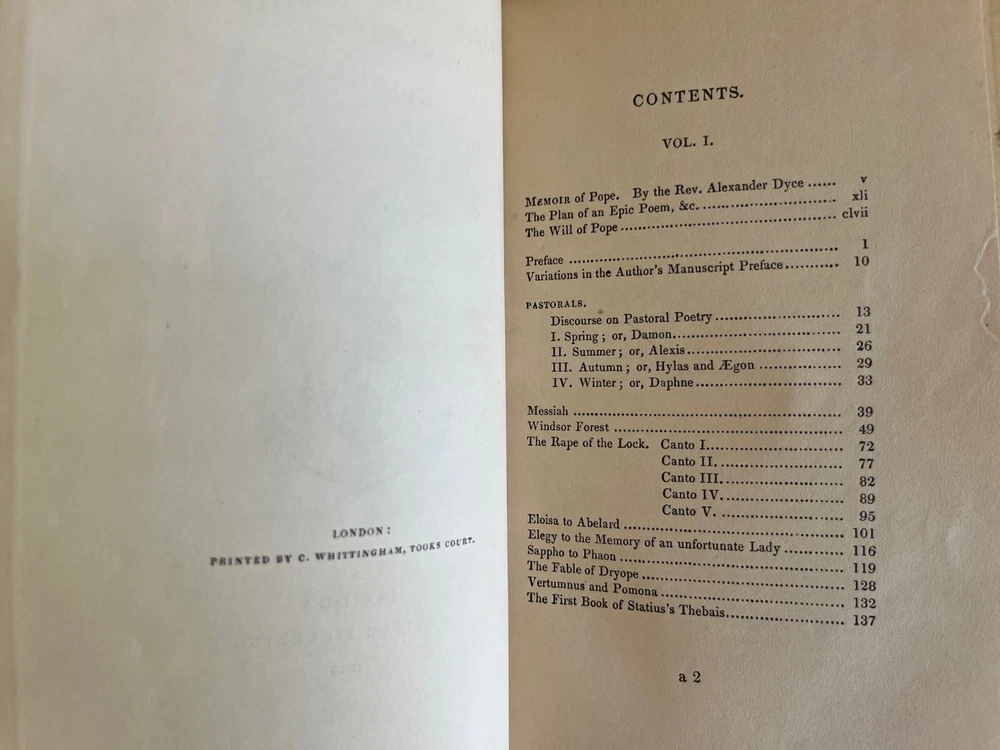 LONDON:
PRINTED BY C. WHITTINGHAM, TOOKS COURT.
CONTENTS.
VOL. I.
MEMOIR of Pope. By the Rev. Alexander Dyce ...... v
The Plan of an Epic Poem, &c. .............................. xli
The Will of Pope ................................................ clvii
Preface ............................................................ 1
Variations in the Author's Manuscript Preface........... 10
PASTORALS.
Discourse on Pastoral Poetry ........................... 13
I. Spring; or, Damon...................................... 21
II. Summer; or, Alexis.................................... 26
III. Autumn; or, Hylas and Ægon .................. 29
IV. Winter; or, Daphne.................................. 33
Messiah ............................................................ 39
Windsor Forest .................................................. 49
The Rape of the Lock. Canto I............................ 72
Canto II. .......................... 77
Canto III.......................... 82
Canto IV.......................... 89
Canto V. .......................... 95
Eloisa to Abelard ................................................ 101
Elegy to the Memory of an unfortunate Lady ............ 116
Sappho to Phaon ................................................ 119
The Fable of Dryope ............................................ 128
Vertumnus and Pomona ........................................ 132
The First Book of Statius's Thebais.......................... 137
a 2